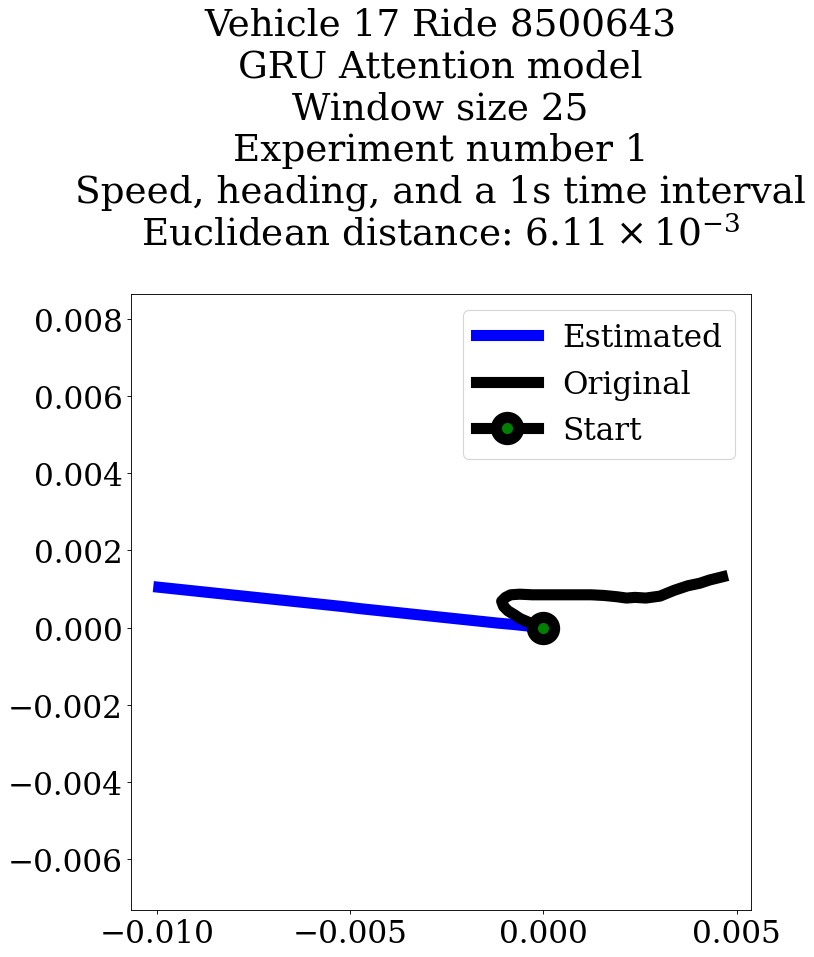 Vehicle 17 Ride 8500643
GRU Attention model
Window size 25
Experiment number 1
Speed, heading, and a 1s time interval
Euclidean distance: 6.11 × 10⁻³
Estimated
Original
Start
0.008
0.006
0.004
0.002
0.000
−0.002
−0.004
−0.006
−0.010 −0.005 0.000 0.005